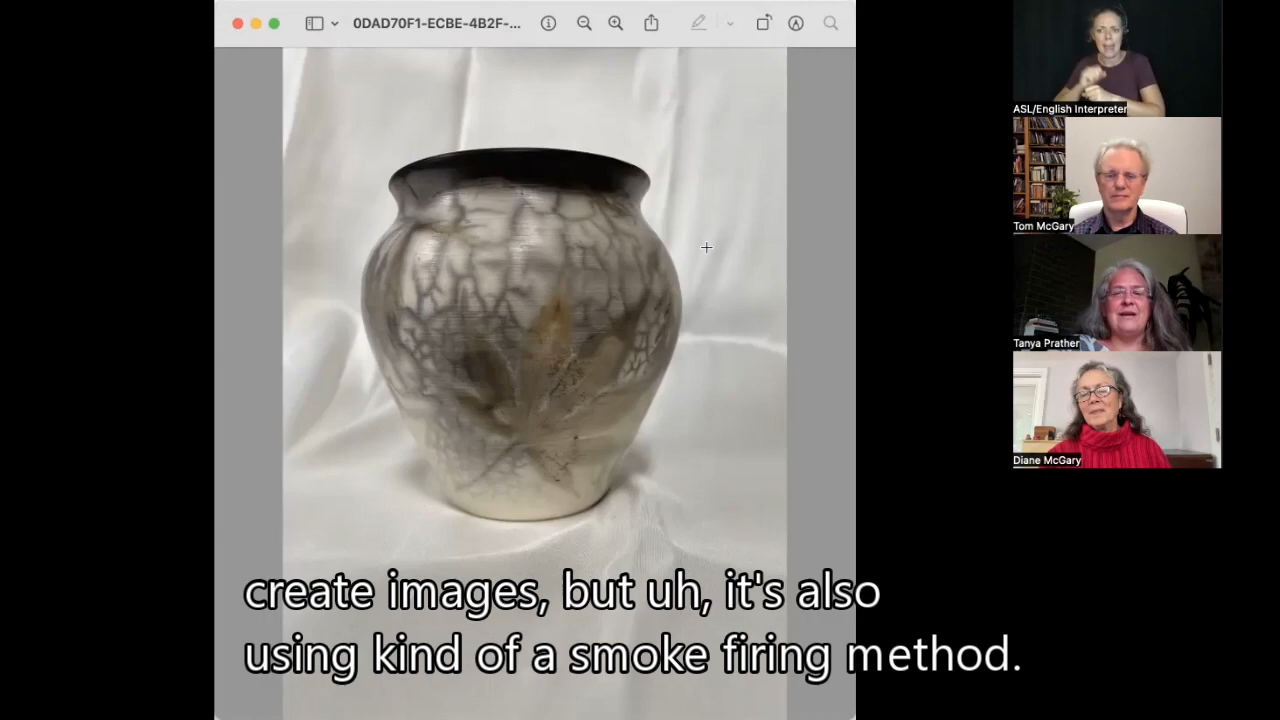 0DAD70F1-ECBE-4B2F-...
ASL/English Interpreter
Tom McGary
Tanya Prather
Diane McGary
create images, but uh, it's also
using kind of a smoke firing method.